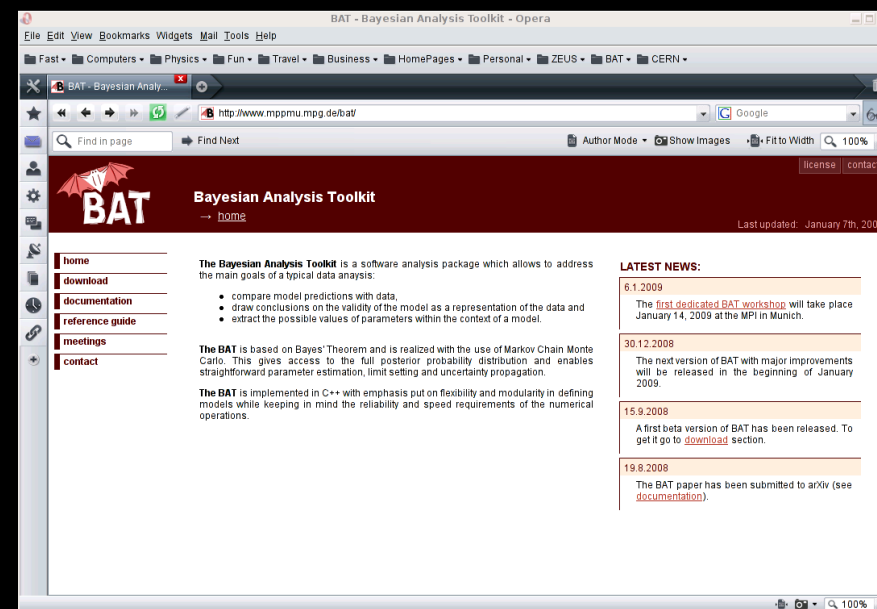 BAT - Bayesian Analysis Toolkit - Opera
File Edit View Bookmarks Widgets Mail Tools Help
Fast Computers Physics Fun Travel Business HomePages Personal ZEUS BAT CERN
BAT - Bayesian Analy...
http://www.mppmu.mpg.de/bat/
Google
Find in page
Find Next
Author Mode
Show Images
Fit to Width
100%
license
BAT
Bayesian Analysis Toolkit
→ home
Last updated: January 7th,
home
download
documentation
reference guide
meetings
contact
The Bayesian Analysis Toolkit is a software analysis package which allows to address
the main goals of a typical data anaysis:
• compare model predictions with data,
• draw conclusions on the validity of the model as a representation of the data and
• extract the possible values of parameters within the context of a model.
The BAT is based on Bayes' Theorem and is realized with the use of Markov Chain Monte
Carlo. This gives access to the full posterior probability distribution and enables
straightforward parameter estimation, limit setting and uncertainty propagation.
The BAT is implemented in C++ with emphasis put on flexibility and modularity in defining
models while keeping in mind the reliability and speed requirements of the numerical
operations.
LATEST NEWS:
6.1.2009
The first dedicated BAT workshop will take place
January 14, 2009 at the MPI in Munich.
30.12.2008
The next version of BAT with major improvements
will be released in the beginning of January
2009.
15.9.2008
A first beta version of BAT has been released. To
get it go to download section.
19.8.2008
The BAT paper has been submitted to arXiv (see
documentation).
100%